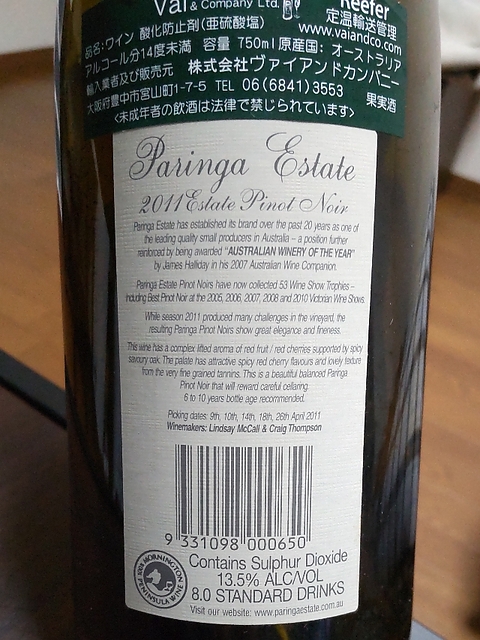 Vai & Company Ltd.
Reefer
定温輸送管理
www.vaiandco.com
品名:ワイン 酸化防止剤(亜硫酸塩)
アルコール分14度未満 容量 750ml 原産国: オーストラリア
輸入業者及び販売元 株式会社ヴァイアンドカンパニー
大阪府豊中市宮山町1-7-5 TEL 06(6841)3553
果実酒
<未成年者の飲酒は法律で禁じられています>
Paringa Estate
2011 Estate Pinot Noir
Paringa Estate has established its brand over the past 20 years as one of
the leading quality small producers in Australia – a position further
reinforced by being awarded "AUSTRALIAN WINERY OF THE YEAR"
by James Halliday in his 2007 Australian Wine Companion.
Paringa Estate Pinot Noirs have now collected 53 Wine Show Trophies –
including Best Pinot Noir at the 2005, 2006, 2007, 2008 and 2010 Victorian Wine Shows.
While season 2011 produced many challenges in the vineyard, the
resulting Paringa Pinot Noirs show great elegance and fineness.
This wine has a complex lifted aroma of red fruit / red cherries supported by spicy
savoury oak. The palate has attractive spicy red cherry flavours and lovely texture
from the very fine grained tannins. This is a beautiful balanced Paringa
Pinot Noir that will reward careful cellaring.
6 to 10 years bottle age recommended.
Picking dates: 9th, 10th, 14th, 18th, 26th April 2011
Winemakers: Lindsay McCall & Craig Thompson
9 331098 000650
MORNINGTON
PENINSULA WINE
Contains Sulphur Dioxide
13.5% ALC/VOL
8.0 STANDARD DRINKS
Visit our website: www.paringaestate.com.au